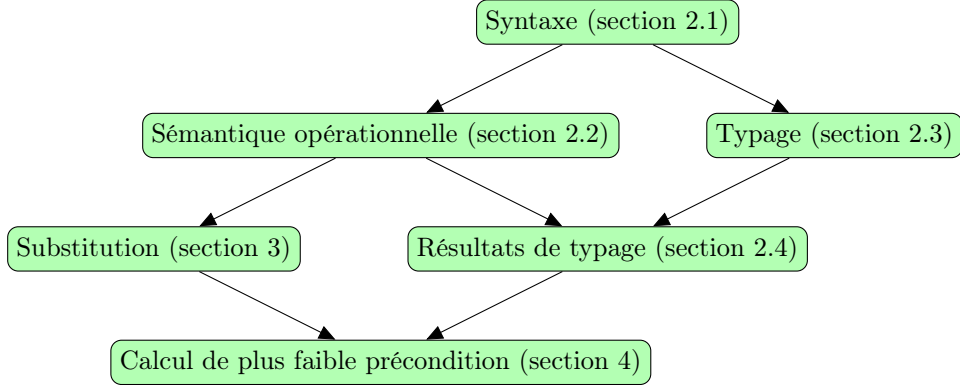 Syntaxe (section 2.1)
Sémantique opérationnelle (section 2.2)
Typage (section 2.3)
Substitution (section 3)
Résultats de typage (section 2.4)
Calcul de plus faible précondition (section 4)